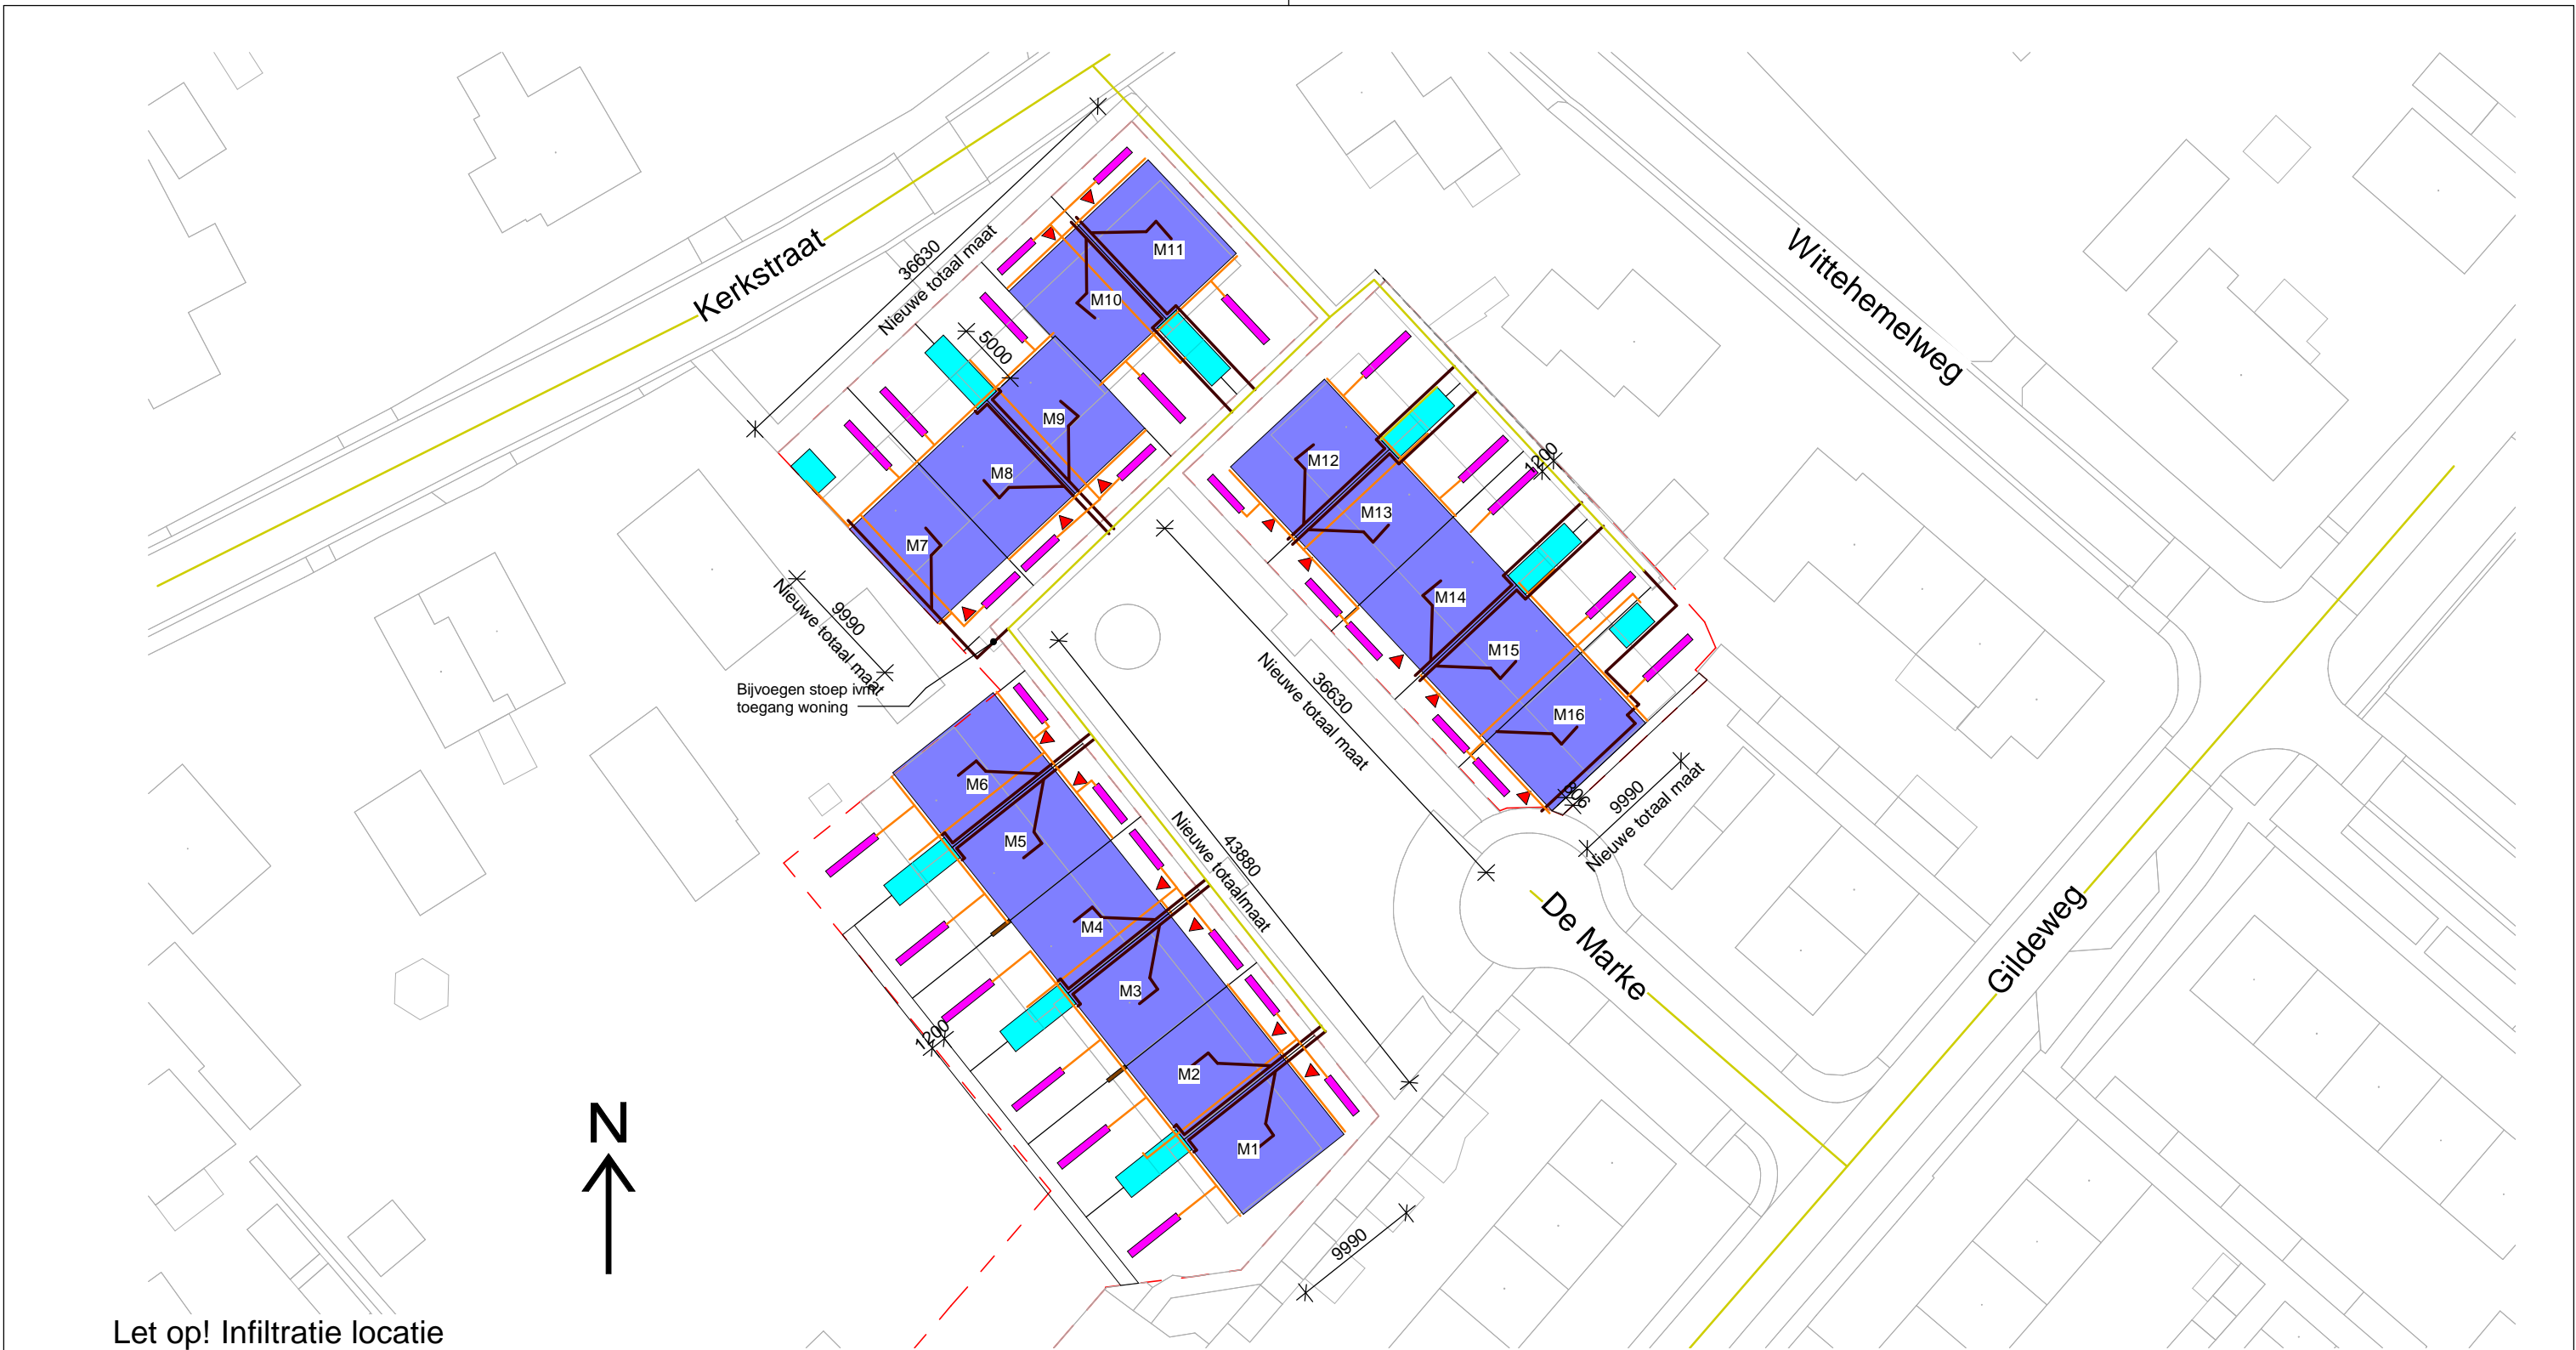 Kerkstraat
36630
Nieuwe totaal maat
5000
M11
M10
M9
M8
M7
9990
Nieuwe totaal maat
Bijvoegen stoep ivm
toegang woning
Wittehemelweg
1200
M12
M13
M14
M15
M16
36630
Nieuwe totaal maat
806
9990
Nieuwe totaal maat
M6
M5
M4
M3
M2
M1
43880
Nieuwe totaalmaat
1200
9990
De Marke
Gildeweg
N
Let op! Infiltratie locatie